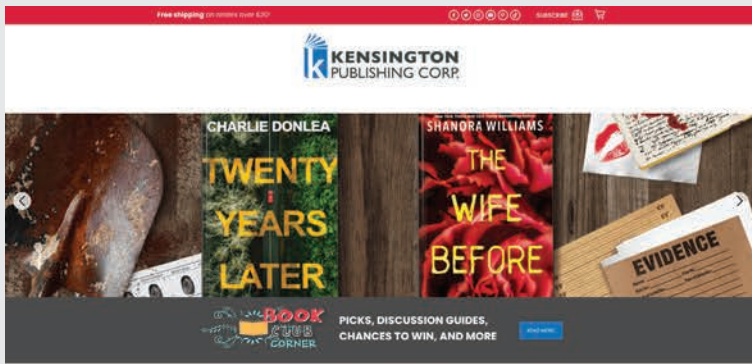 Free shipping on orders over $20!
SUBSCRIBE
KENSINGTON
PUBLISHING CORP.
CHARLIE DONLEA
TWENTY
YEARS
LATER
SHANORA WILLIAMS
THE
WIFE
BEFORE
EVIDENCE
BOOK
CLUB
CORNER
PICKS, DISCUSSION GUIDES,
CHANCES TO WIN, AND MORE
READ MORE